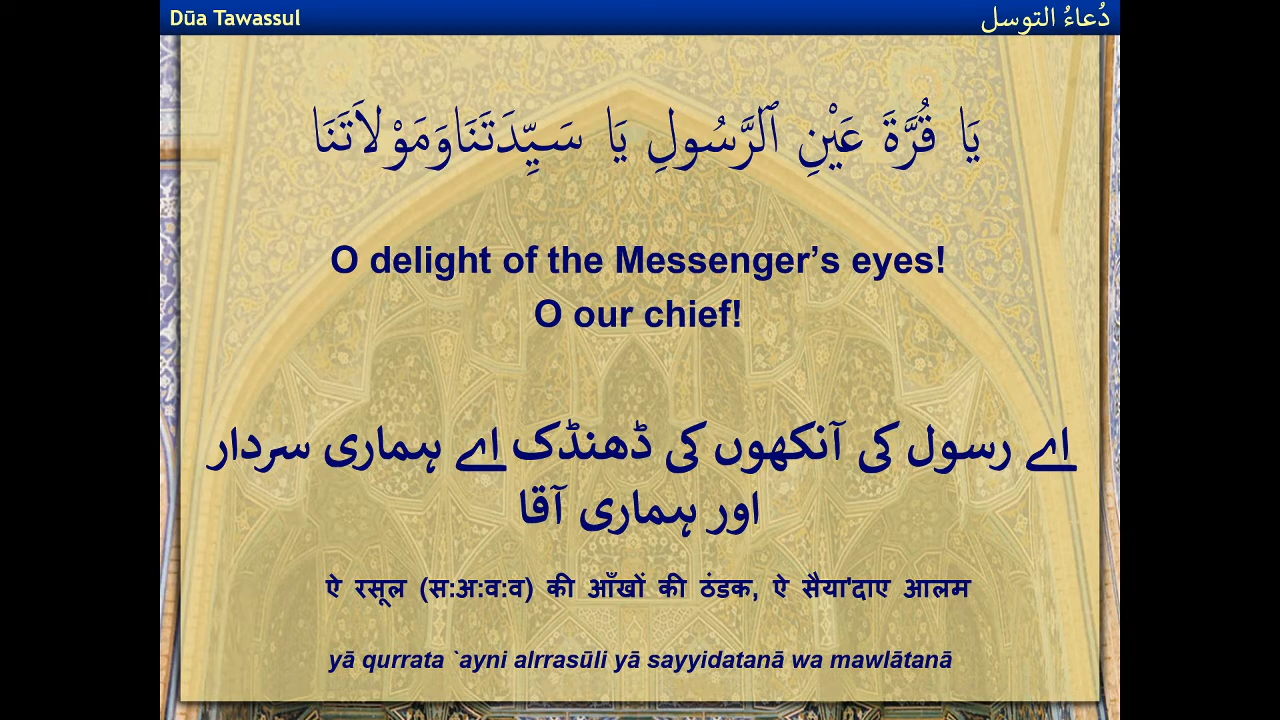 Dūa Tawassul
دُعاءُ التوسل
يَا قُرَّةَ عَيْنِ ٱلرَّسُولِ يَا سَيِّدَتَنَاوَمَوْلاَتَنَا
O delight of the Messenger’s eyes!
O our chief!
اے رسول کی آنکھوں کی ڈھنڈک اے ہماری سردار
اور ہماری آقا
ऐ रसूल (स:अ:व:व) की आँखों की ठंडक, ऐ सैया'दाए आलम
yā qurrata `ayni alrrasūli yā sayyidatanā wa mawlātanā